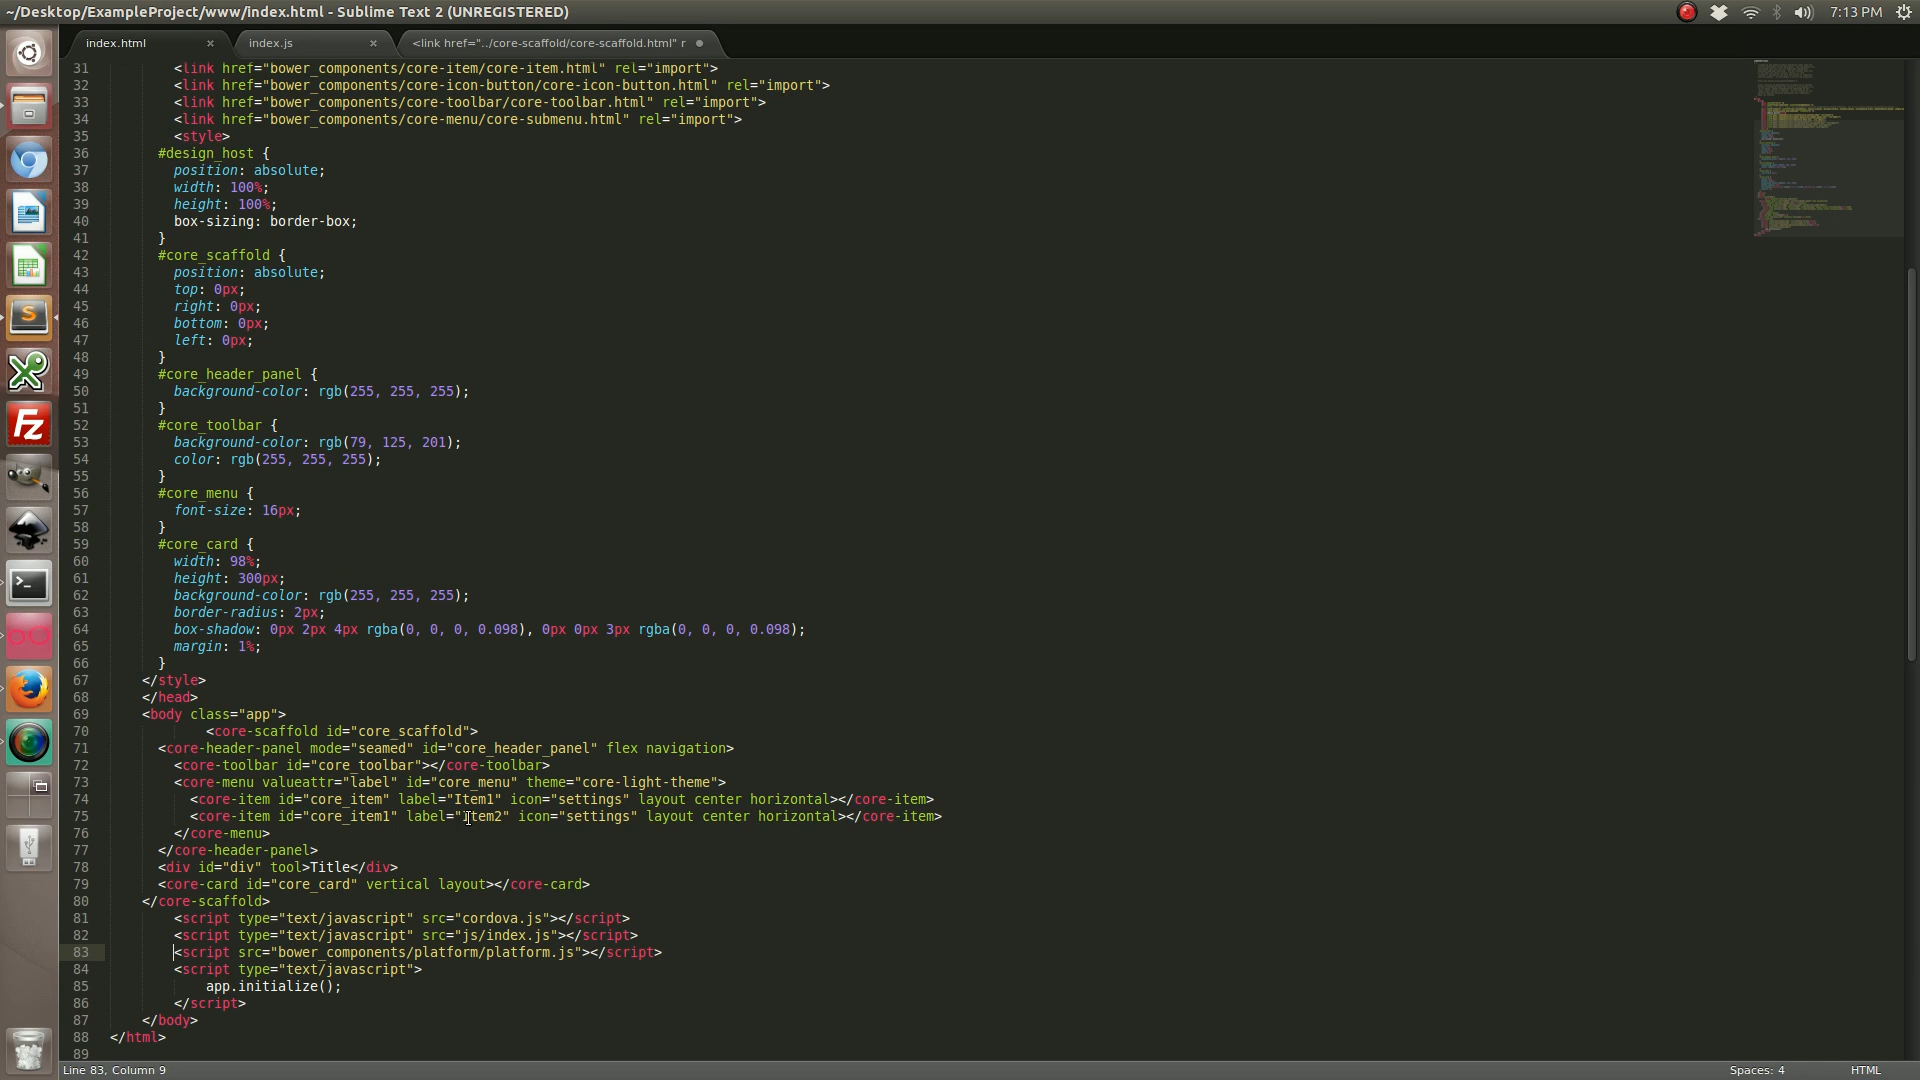 ~/Desktop/ExampleProject/www/index.html - Sublime Text 2 (UNREGISTERED)
7:13 PM
index.html × index.js × <link href="../core-scaffold/core-scaffold.html" r
31 <link href="bower_components/core-item/core-item.html" rel="import">
32 <link href="bower_components/core-icon-button/core-icon-button.html" rel="import">
33 <link href="bower_components/core-toolbar/core-toolbar.html" rel="import">
34 <link href="bower_components/core-menu/core-submenu.html" rel="import">
35 <style>
36 #design_host {
37 position: absolute;
38 width: 100%;
39 height: 100%;
40 box-sizing: border-box;
41 }
42 #core_scaffold {
43 position: absolute;
44 top: 0px;
45 right: 0px;
46 bottom: 0px;
47 left: 0px;
48 }
49 #core_header_panel {
50 background-color: rgb(255, 255, 255);
51 }
52 #core_toolbar {
53 background-color: rgb(79, 125, 201);
54 color: rgb(255, 255, 255);
55 }
56 #core_menu {
57 font-size: 16px;
58 }
59 #core_card {
60 width: 98%;
61 height: 300px;
62 background-color: rgb(255, 255, 255);
63 border-radius: 2px;
64 box-shadow: 0px 2px 4px rgba(0, 0, 0, 0.098), 0px 0px 3px rgba(0, 0, 0, 0.098);
65 margin: 1%;
66 }
67 </style>
68 </head>
69 <body class="app">
70 <core-scaffold id="core_scaffold">
71 <core-header-panel mode="seamed" id="core_header_panel" flex navigation>
72 <core-toolbar id="core_toolbar"></core-toolbar>
73 <core-menu valueattr="label" id="core_menu" theme="core-light-theme">
74 <core-item id="core_item" label="Item1" icon="settings" layout center horizontal></core-item>
75 <core-item id="core_item1" label="Item2" icon="settings" layout center horizontal></core-item>
76 </core-menu>
77 </core-header-panel>
78 <div id="div" tool>Title</div>
79 <core-card id="core_card" vertical layout></core-card>
80 </core-scaffold>
81 <script type="text/javascript" src="cordova.js"></script>
82 <script type="text/javascript" src="js/index.js"></script>
83 <script src="bower_components/platform/platform.js"></script>
84 <script type="text/javascript">
85 app.initialize();
86 </script>
87 </body>
88 </html>
89
Line 83, Column 9 Spaces: 4 HTML